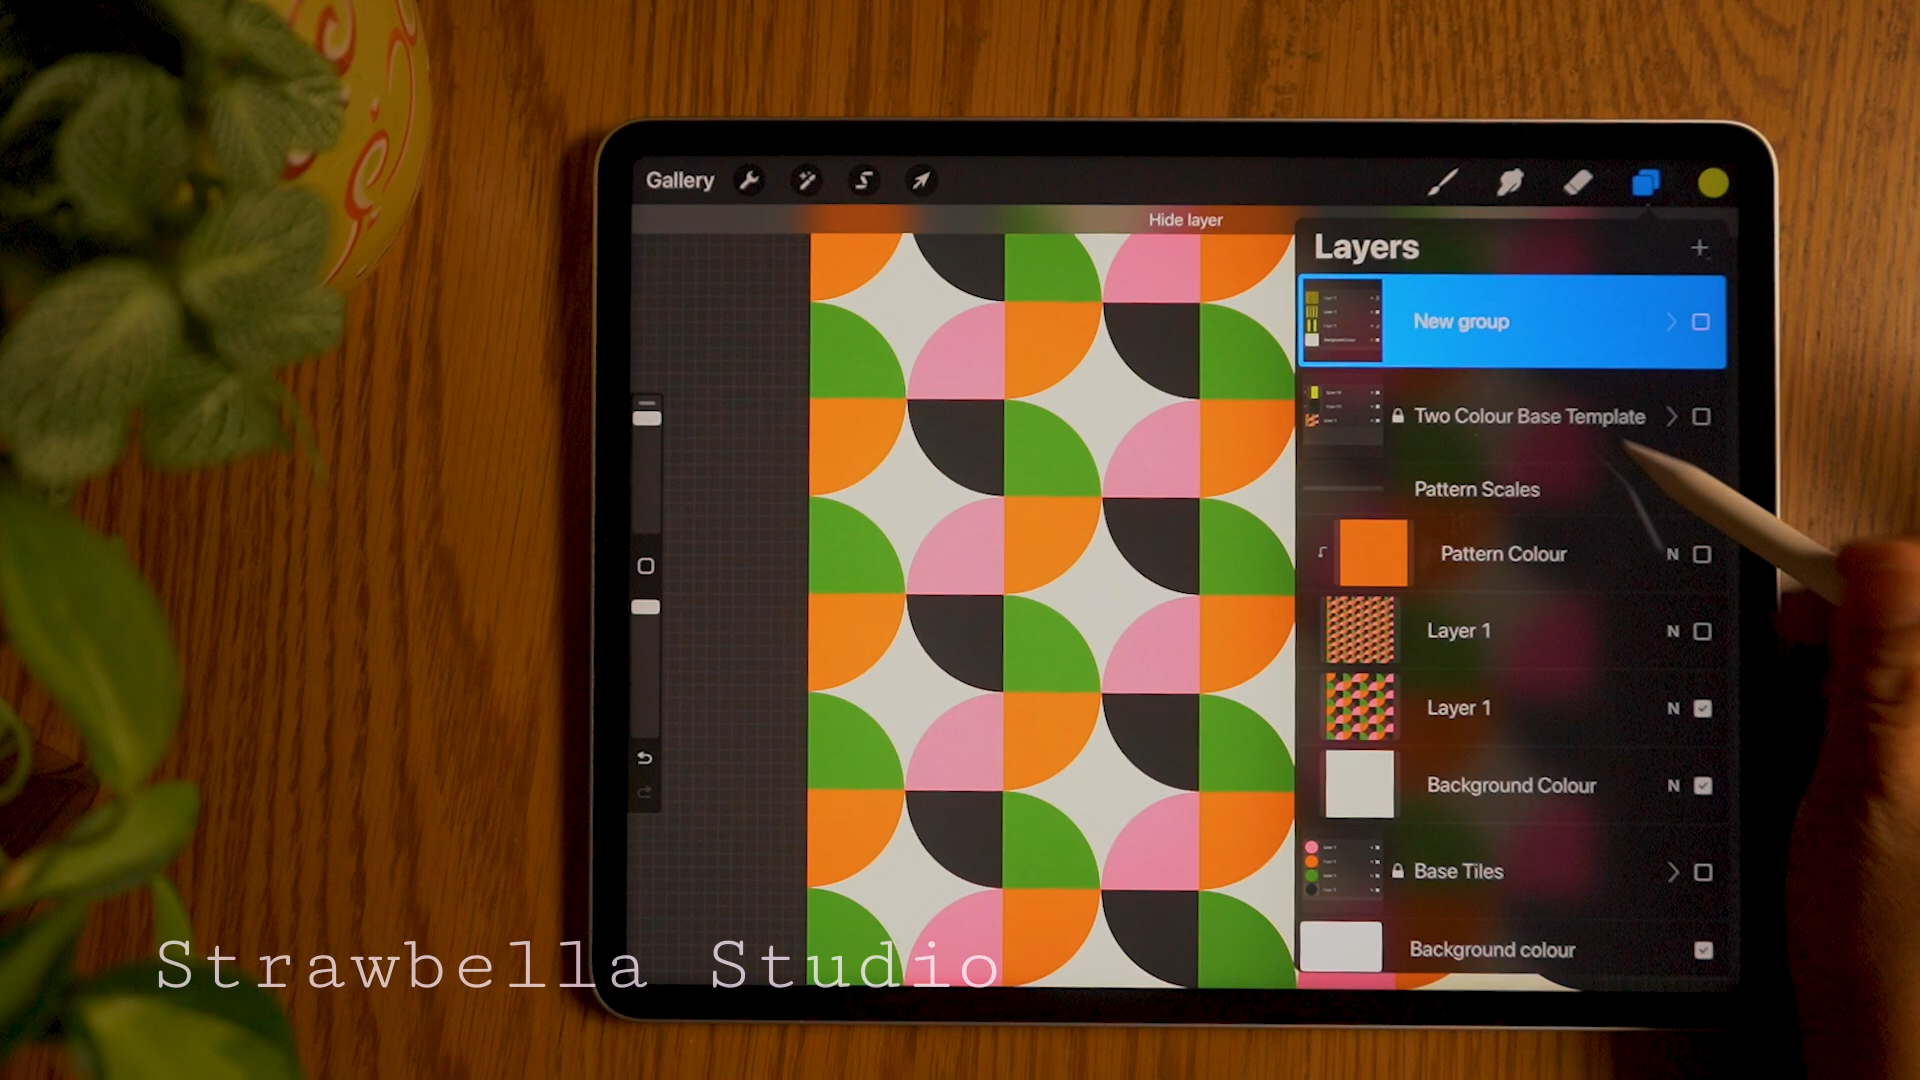 Gallery
Hide layer
Layers
New group
Two Colour Base Template
Pattern Scales
Pattern Colour N
Layer 1 N
Layer 1 N
Background Colour N
Base Tiles
Background colour
Strawbella Studio